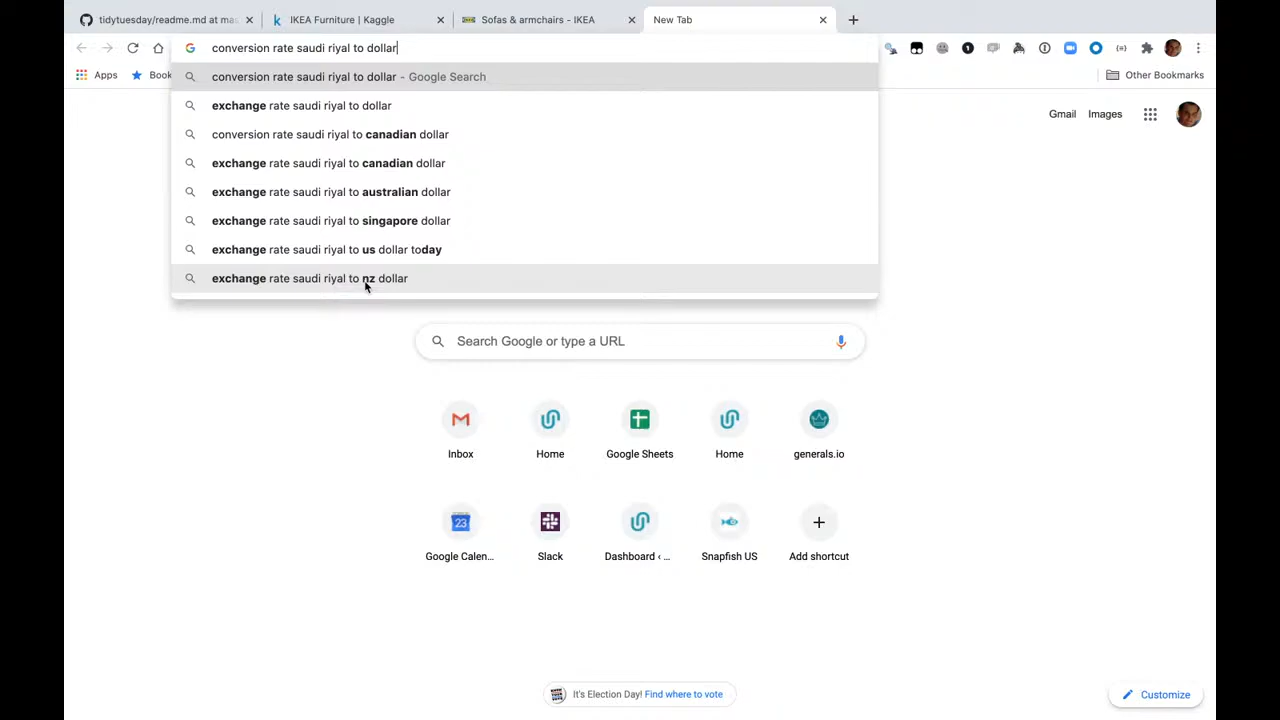 tidytuesday/readme.md at mas
IKEA Furniture | Kaggle
Sofas & armchairs - IKEA
New Tab
conversion rate saudi riyal to dollar
Apps
Book
Other Bookmarks
conversion rate saudi riyal to dollar - Google Search
exchange rate saudi riyal to dollar
conversion rate saudi riyal to canadian dollar
exchange rate saudi riyal to canadian dollar
exchange rate saudi riyal to australian dollar
exchange rate saudi riyal to singapore dollar
exchange rate saudi riyal to us dollar today
exchange rate saudi riyal to nz dollar
Gmail
Images
Search Google or type a URL
Inbox
Home
Google Sheets
Home
generals.io
23
Google Calen...
Slack
Dashboard ‹ ...
Snapfish US
Add shortcut
It's Election Day! Find where to vote
Customize